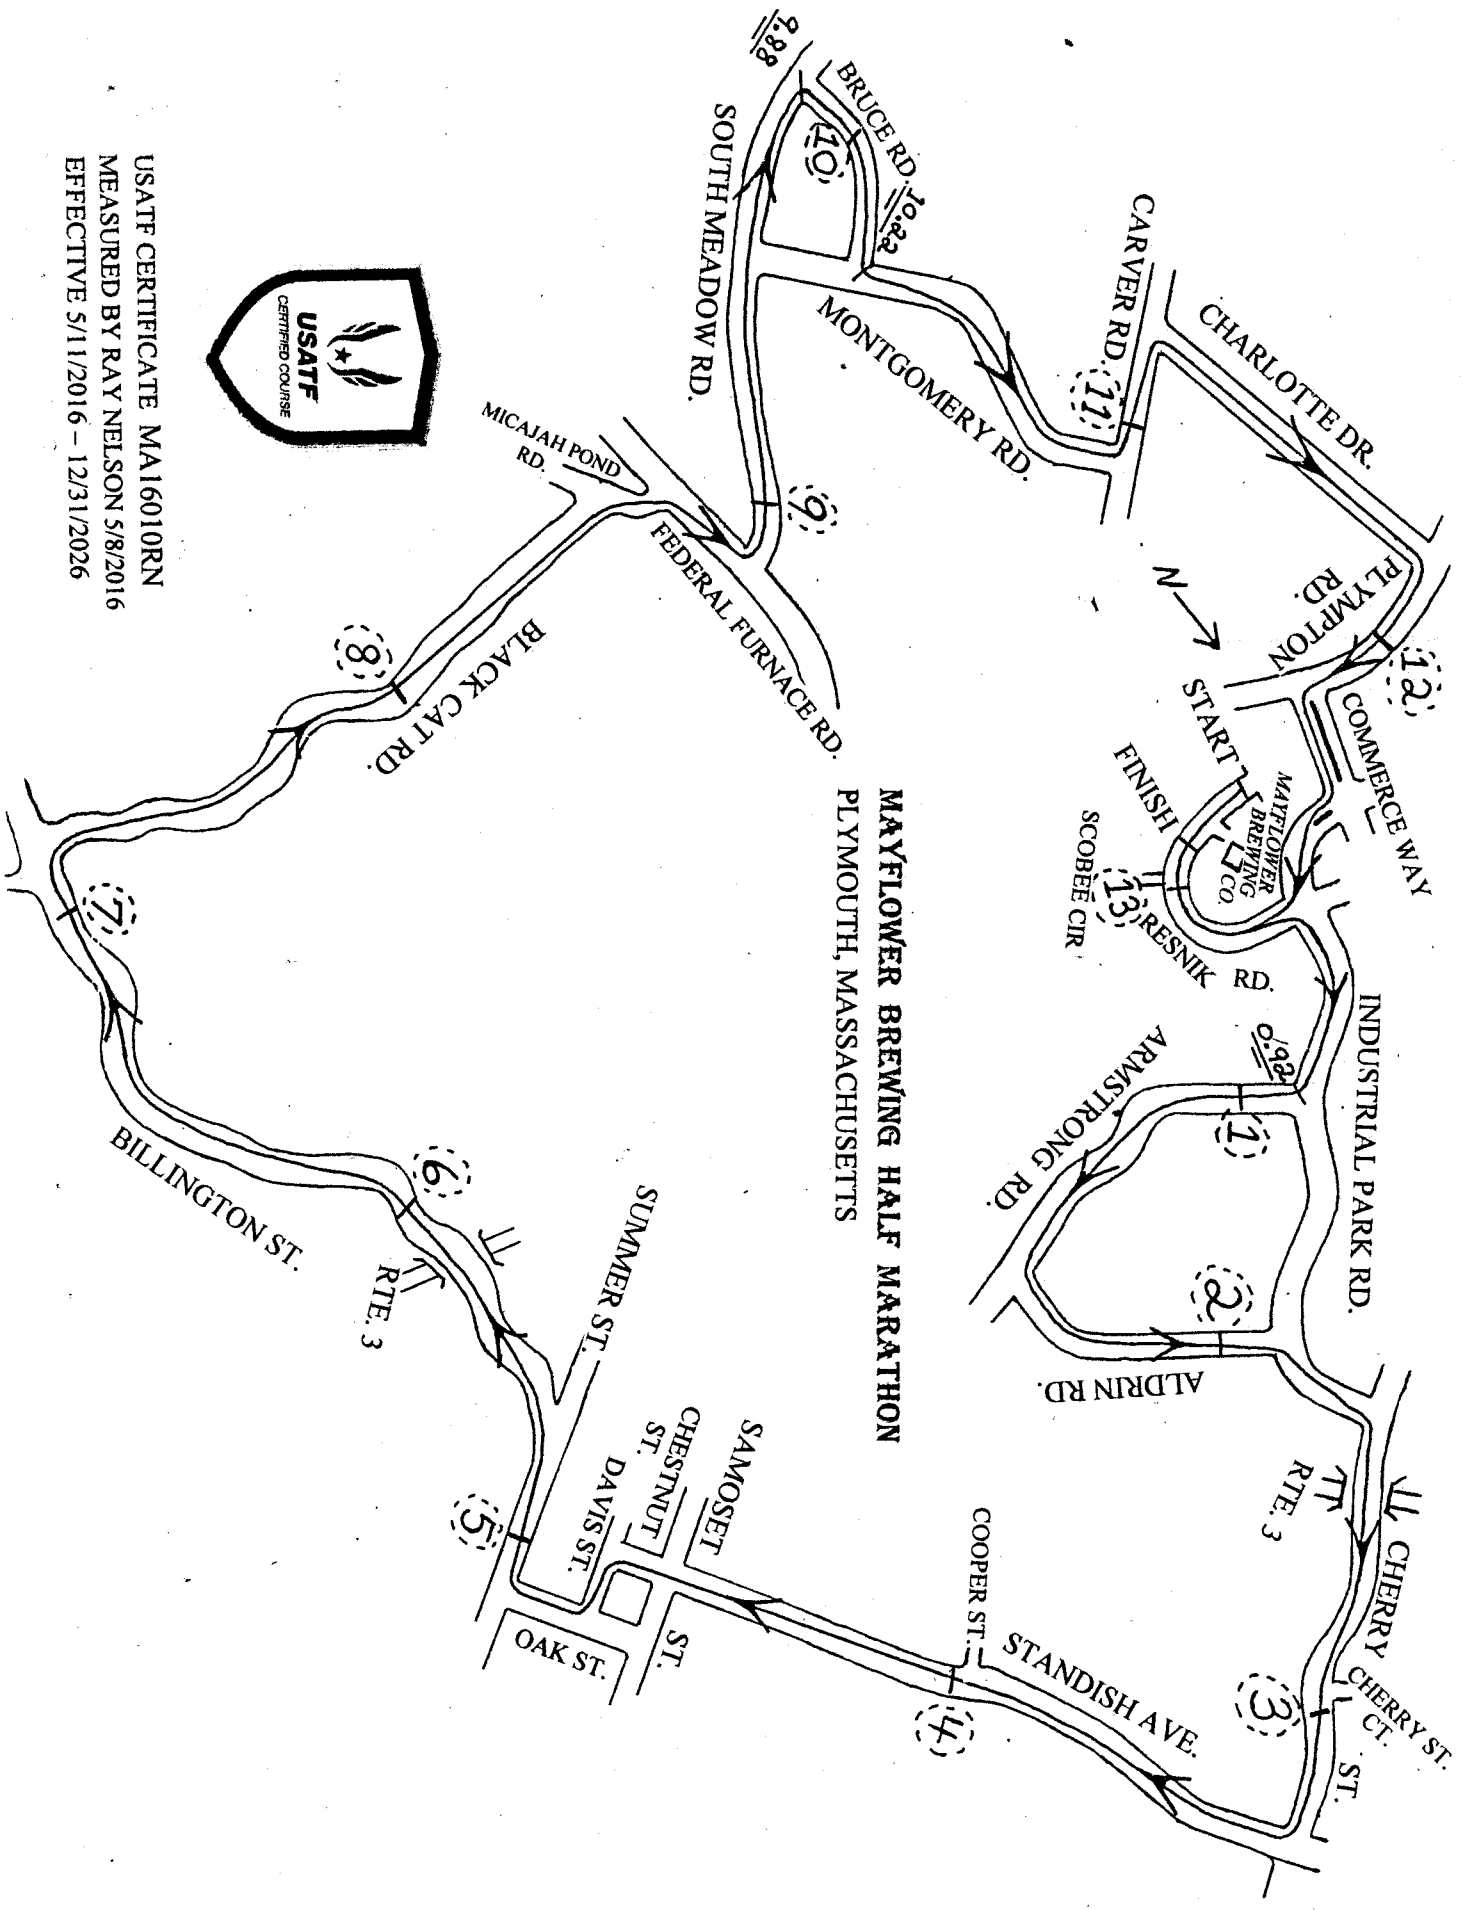 MAYFLOWER BREWING HALF MARATHON
PLYMOUTH, MASSACHUSETTS
CHARLOTTE DR.
CARVER RD.
BRUCE RD.
10.22
9.88
10
11
12
PLYMPTON
RD.
N
START
FINISH
MAYFLOWER
BREWING
CO.
COMMERCE WAY
SCOBEE CIR
13
RESNIK RD.
INDUSTRIAL PARK RD.
0.92
1
ARMSTRONG RD.
2
ALDRIN RD.
RTE. 3
CHERRY ST.
CHERRY ST.
CT.
3
STANDISH AVE.
COOPER ST.
4
SAMOSET ST.
CHESTNUT
ST.
DAVIS ST.
OAK ST.
5
SUMMER ST.
RTE. 3
6
BILLINGTON ST.
7
BLACK CAT RD.
8
MICAJAH POND
RD.
FEDERAL FURNACE RD.
9
SOUTH MEADOW RD.
MONTGOMERY RD.
USATF
CERTIFIED COURSE
USATF CERTIFICATE MA16010RN
MEASURED BY RAY NELSON 5/8/2016
EFFECTIVE 5/11/2016 – 12/31/2026